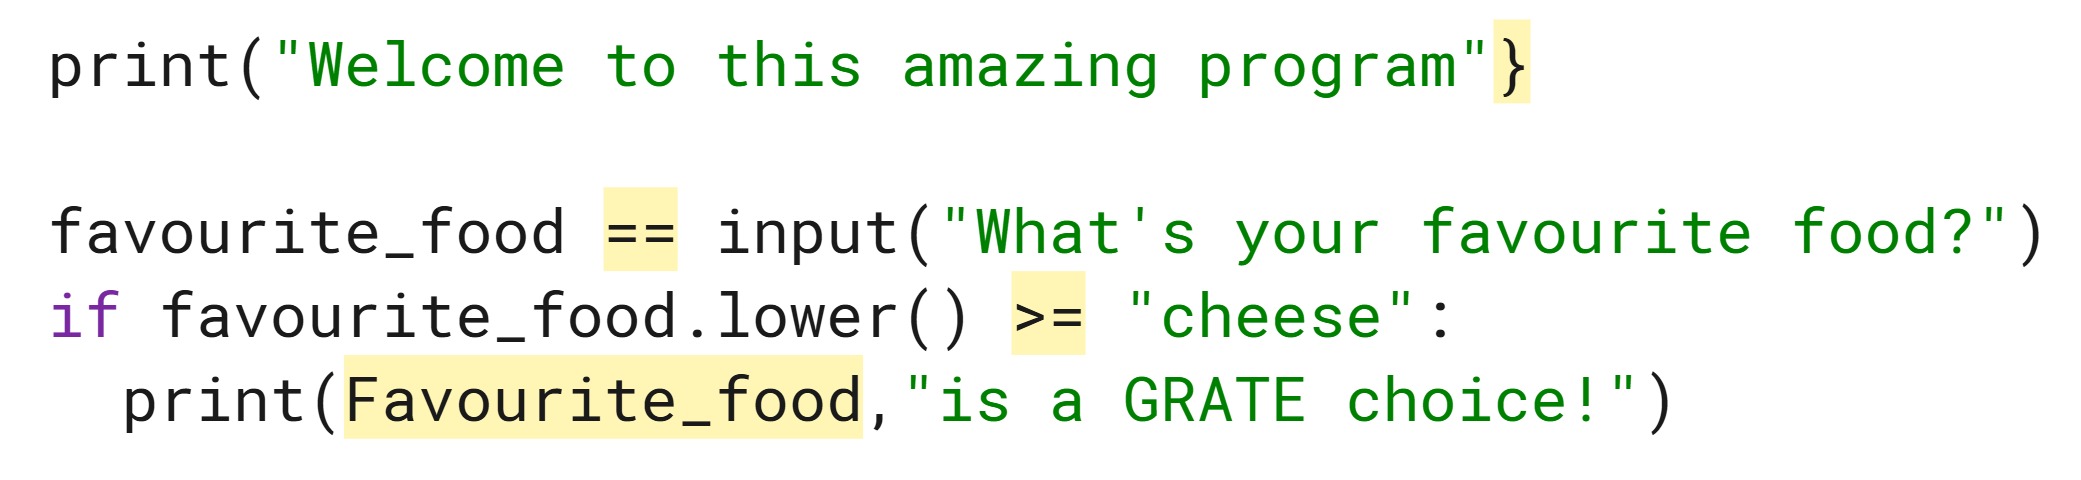 print("Welcome to this amazing program"}
favourite_food == input("What's your favourite food?")
if favourite_food.lower() >= "cheese":
  print(Favourite_food,"is a GRATE choice!")